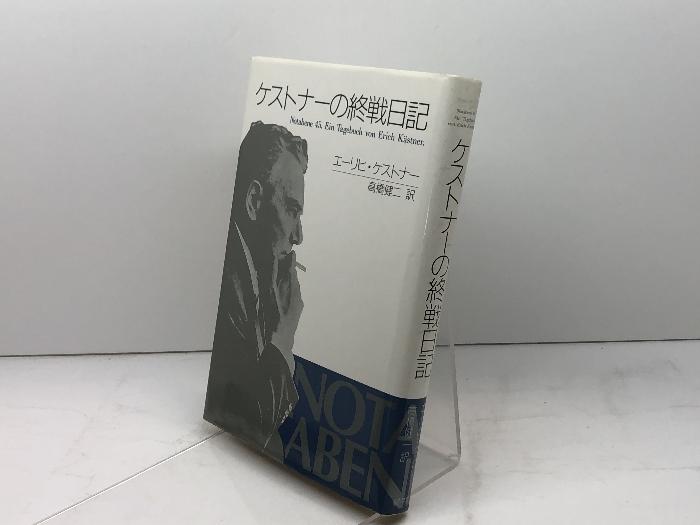 ケストナーの終戦日記
Notabene 45, Ein Tagebuch von Erich Kästner.
エーリヒ・ケストナー
高橋健二 訳
NOTA
ABEN
ケストナーの終戦日記